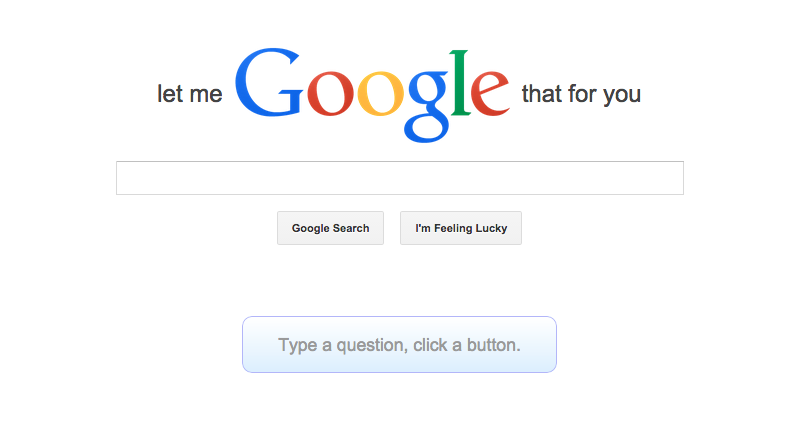 let me Google that for you
Google Search I'm Feeling Lucky
Type a question, click a button.